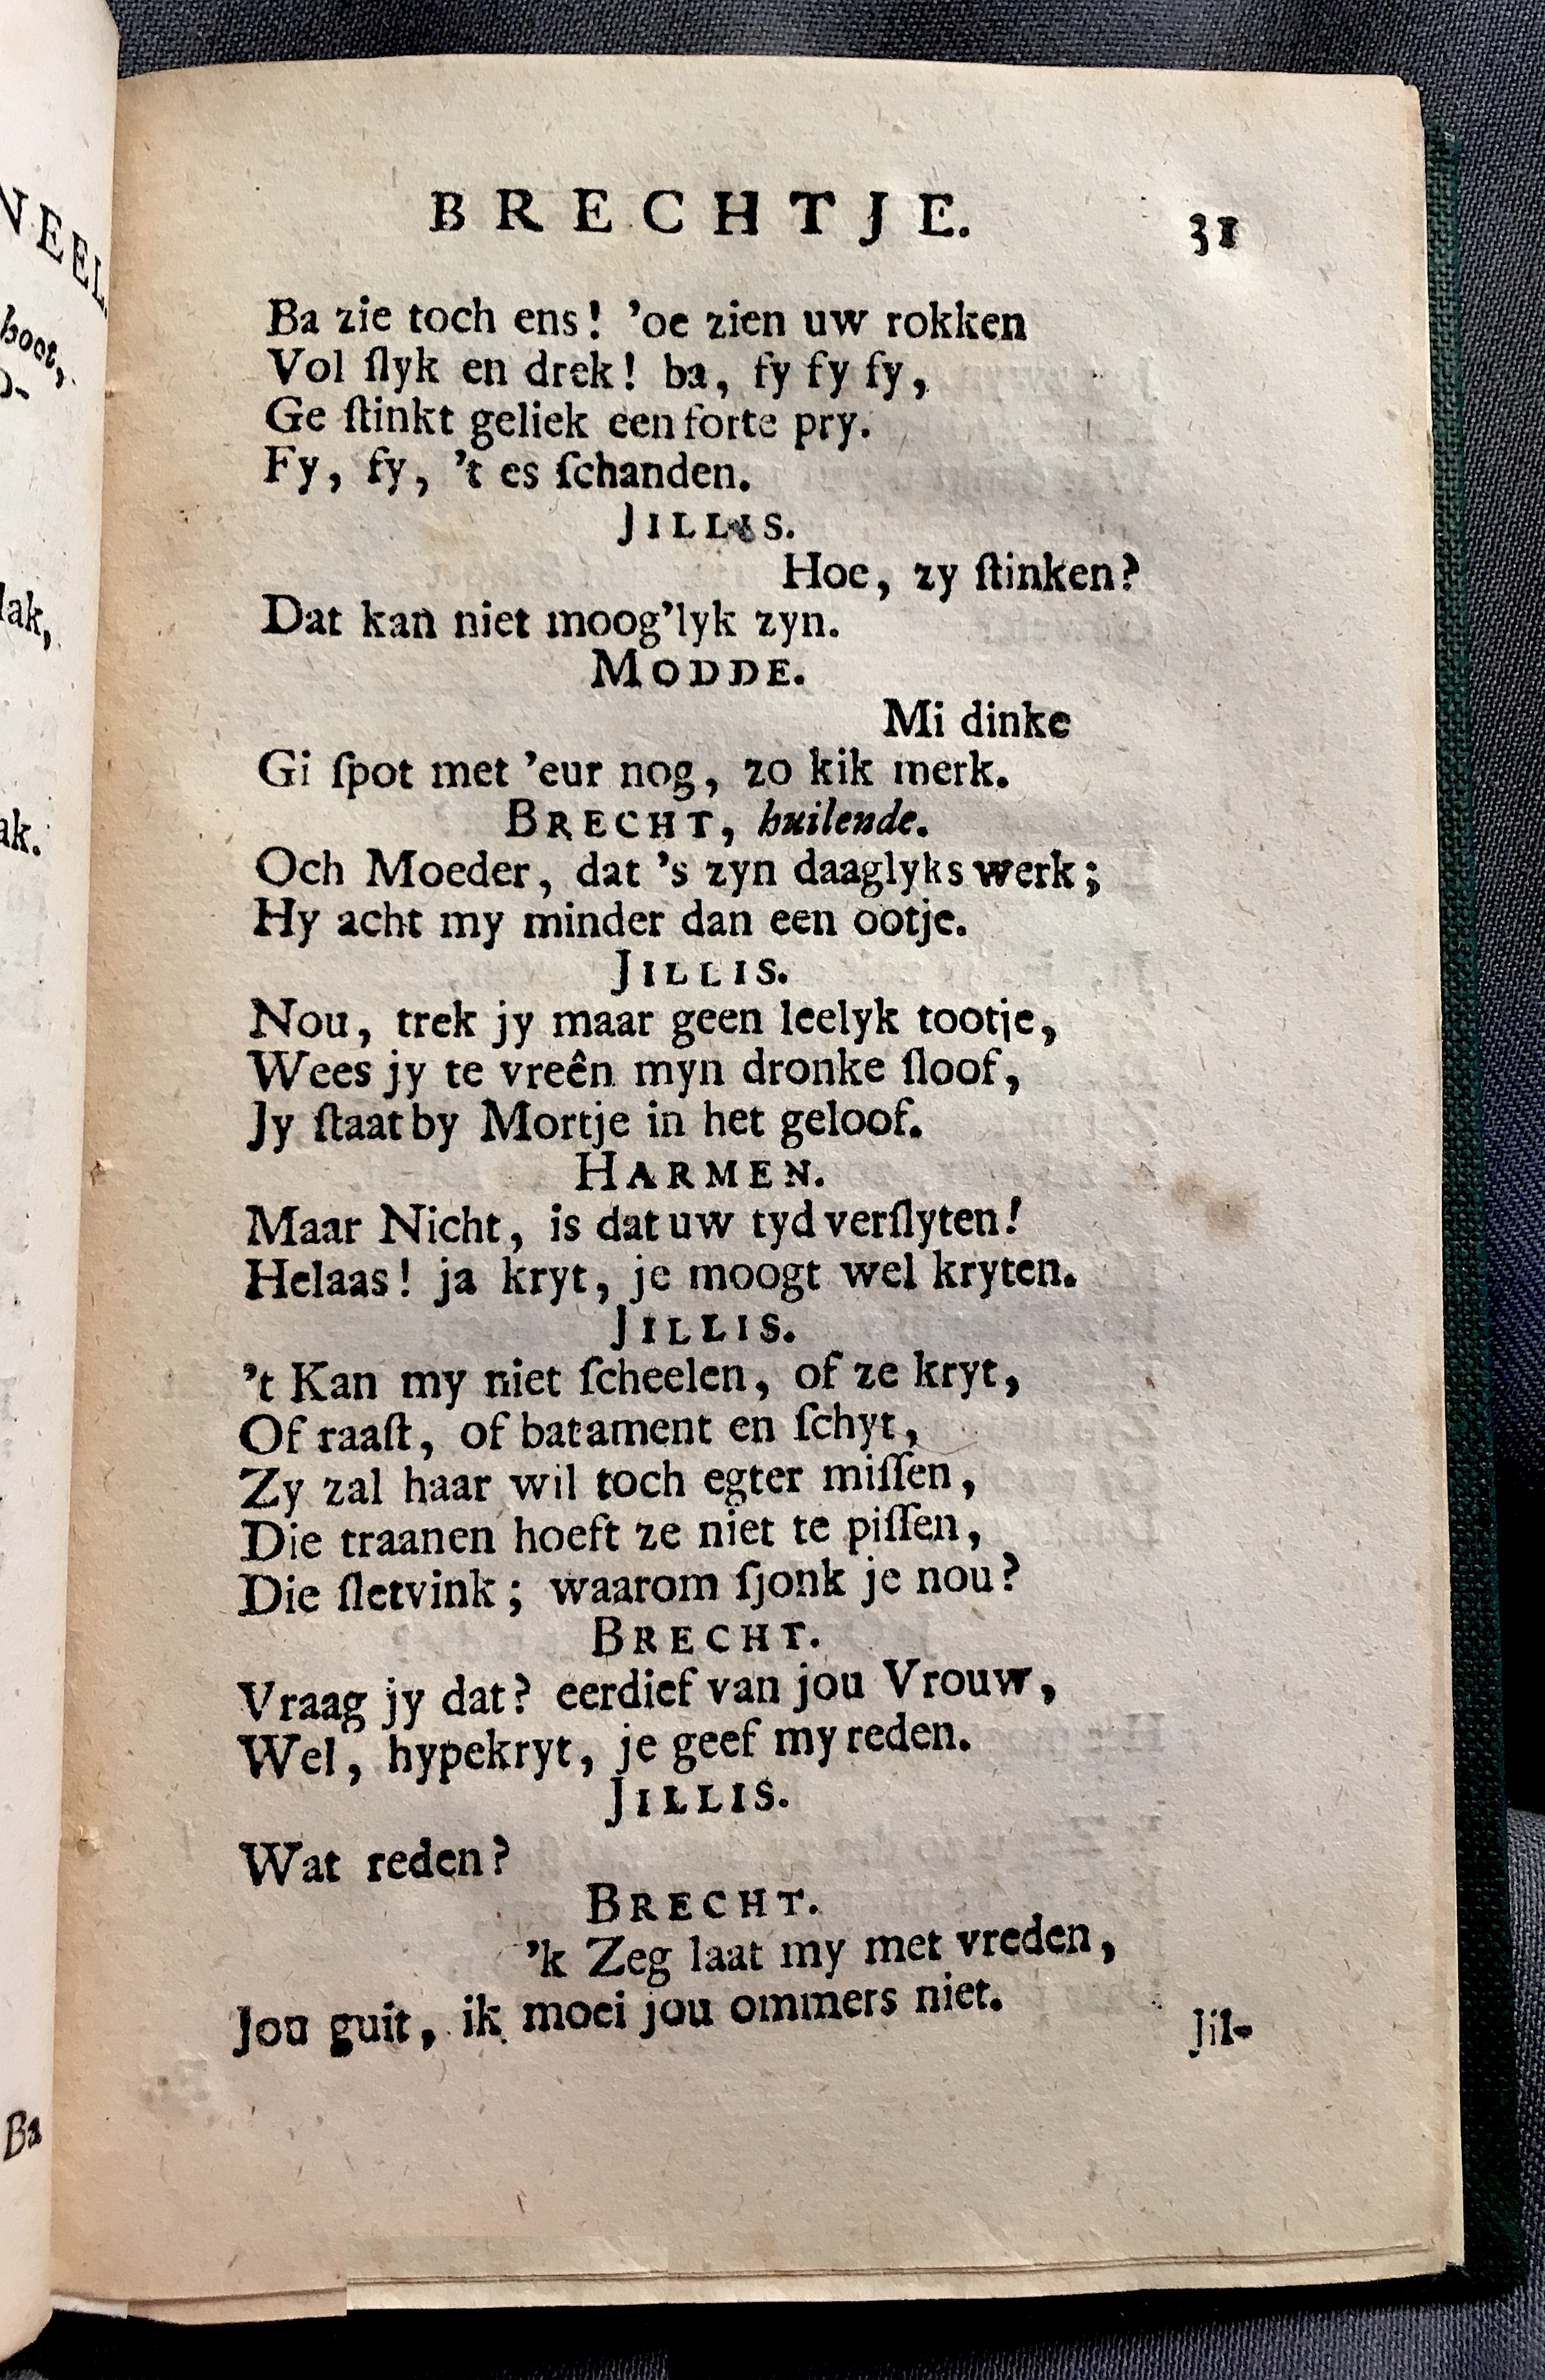 NEEL.
boot,
lak,
ak.
Ba
BRECHTJE. 31
Ba zie toch ens! 'oe zien uw rokken
Vol ſlyk en drek! ba, fy fy fy,
Ge ſtinkt geliek een forte pry.
Fy, fy, 't es ſchanden.
JILLIS.
Hoe, zy ſtinken?
Dat kan niet moog'lyk zyn.
MODDE.
Mi dinke
Gi ſpot met 'eur nog, zo kik merk.
BRECHT, huilende.
Och Moeder, dat 's zyn daaglyks werk;
Hy acht my minder dan een ootje.
JILLIS.
Nou, trek jy maar geen leelyk tootje,
Wees jy te vreên myn dronke ſloof,
Jy ſtaat by Mortje in het geloof.
HARMEN.
Maar Nicht, is dat uw tyd verſlyten!
Helaas! ja kryt, je moogt wel kryten.
JILLIS.
't Kan my niet ſcheelen, of ze kryt,
Of raaſt, of batament en ſchyt,
Zy zal haar wil toch egter miſſen,
Die traanen hoeft ze niet te piſſen,
Die ſletvink; waarom ſjonk je nou?
BRECHT.
Vraag jy dat? eerdief van jou Vrouw,
Wel, hypekryt, je geef my reden.
JILLIS.
Wat reden?
BRECHT.
'k Zeg laat my met vreden,
Jou guit, ik moei jou ommers niet.
Jil-